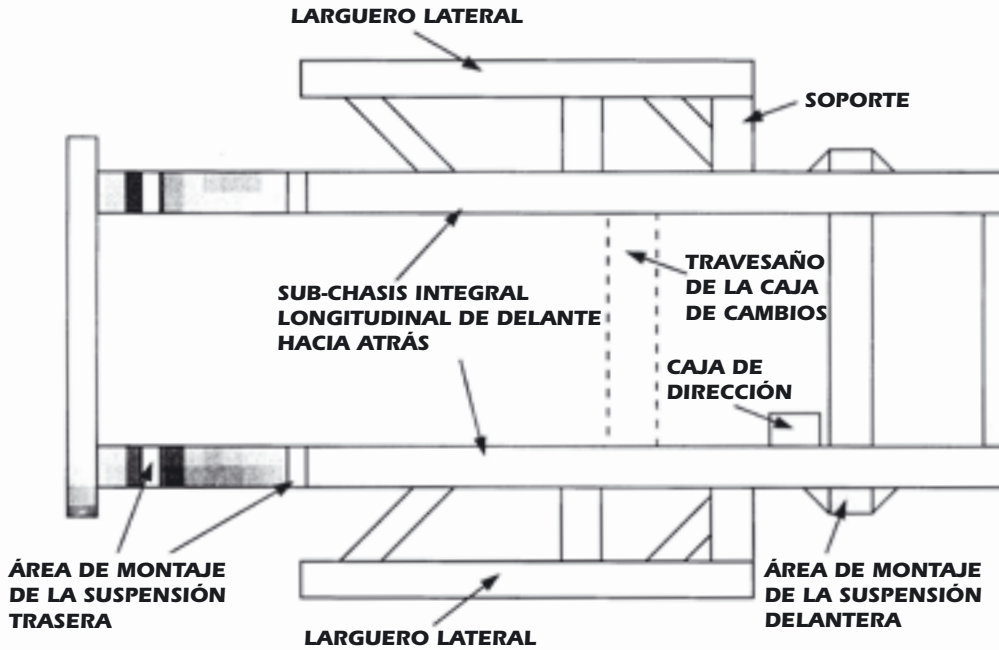 LARGUERO LATERAL
SOPORTE
TRAVESAÑO
DE LA CAJA
DE CAMBIOS
SUB-CHASIS INTEGRAL
LONGITUDINAL DE DELANTE
HACIA ATRÁS
CAJA DE
DIRECCIÓN
ÁREA DE MONTAJE
DE LA SUSPENSIÓN
TRASERA
LARGUERO LATERAL
ÁREA DE MONTAJE
DE LA SUSPENSIÓN
DELANTERA